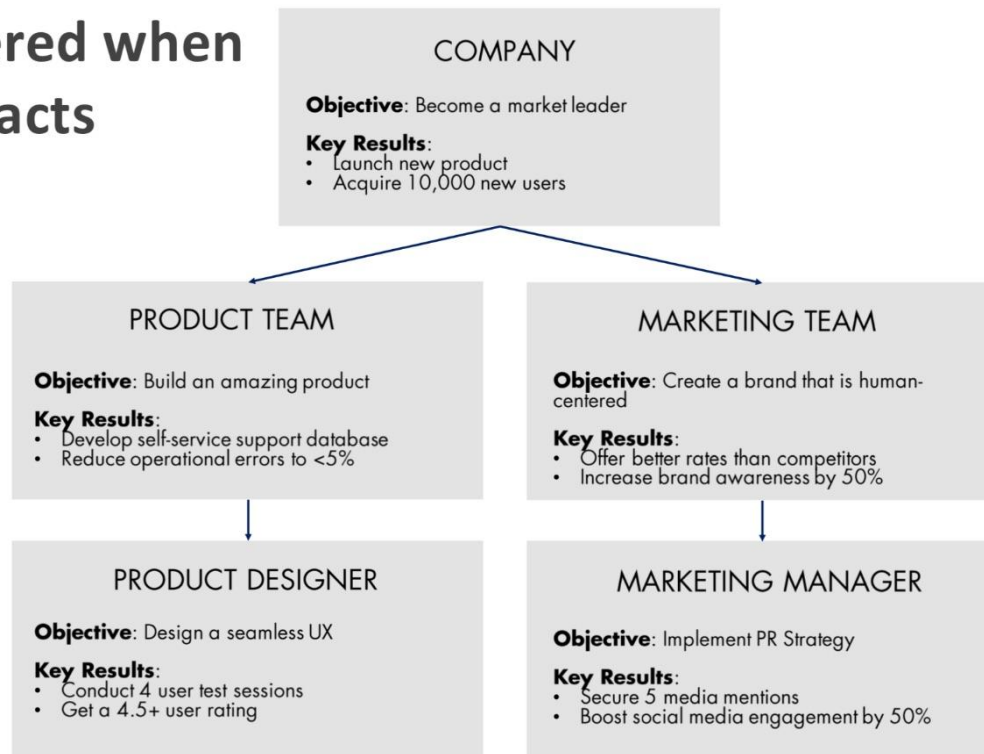 ered when
acts
COMPANY
Objective: Become a market leader
Key Results:
• Launch new product
• Acquire 10,000 new users
PRODUCT TEAM
Objective: Build an amazing product
Key Results:
• Develop self-service support database
• Reduce operational errors to <5%
MARKETING TEAM
Objective: Create a brand that is human-
centered
Key Results:
• Offer better rates than competitors
• Increase brand awareness by 50%
PRODUCT DESIGNER
Objective: Design a seamless UX
Key Results:
• Conduct 4 user test sessions
• Get a 4.5+ user rating
MARKETING MANAGER
Objective: Implement PR Strategy
Key Results:
• Secure 5 media mentions
• Boost social media engagement by 50%